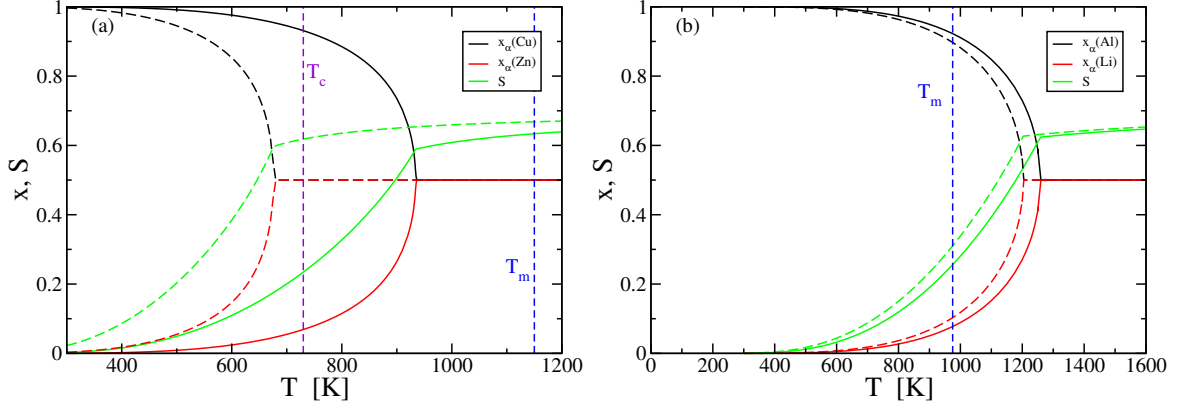 (a)
x_α(Cu)
x_α(Zn)
S
T_c
T_m
1
0.8
0.6
0.4
0.2
0
x, S
400 600 800 1000 1200
T [K]
(b)
x_α(Al)
x_α(Li)
S
T_m
1
0.8
0.6
0.4
0.2
0
x, S
0 200 400 600 800 1000 1200 1400 1600
T [K]